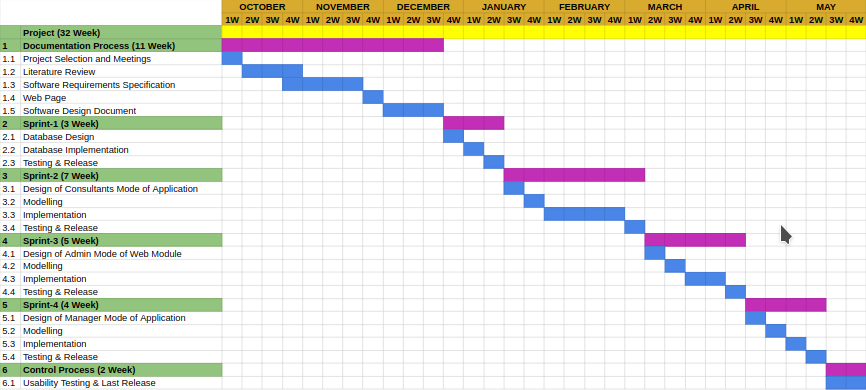 OCTOBER NOVEMBER DECEMBER JANUARY FEBRUARY MARCH APRIL MAY
1W 2W 3W 4W 1W 2W 3W 4W 1W 2W 3W 4W 1W 2W 3W 4W 1W 2W 3W 4W 1W 2W 3W 4W 1W 2W 3W 4W 1W 2W 3W 4W
Project (32 Week)
1 Documentation Process (11 Week)
1.1 Project Selection and Meetings
1.2 Literature Review
1.3 Software Requirements Specification
1.4 Web Page
1.5 Software Design Document
2 Sprint-1 (3 Week)
2.1 Database Design
2.2 Database Implementation
2.3 Testing & Release
3 Sprint-2 (7 Week)
3.1 Design of Consultants Mode of Application
3.2 Modelling
3.3 Implementation
3.4 Testing & Release
4 Sprint-3 (5 Week)
4.1 Design of Admin Mode of Web Module
4.2 Modelling
4.3 Implementation
4.4 Testing & Release
5 Sprint-4 (4 Week)
5.1 Design of Manager Mode of Application
5.2 Modelling
5.3 Implementation
5.4 Testing & Release
6 Control Process (2 Week)
6.1 Usability Testing & Last Release